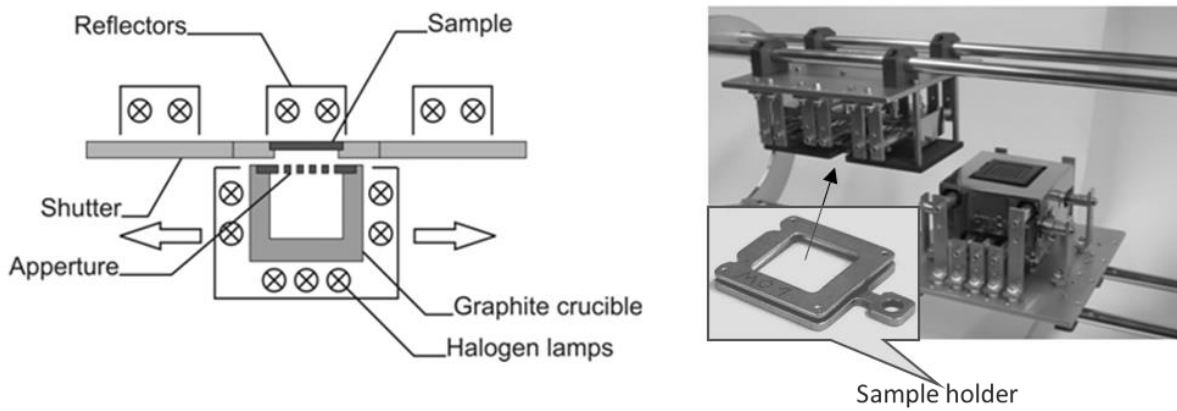 Reflectors
Sample
Shutter
Apperture
Graphite crucible
Halogen lamps
Sample holder